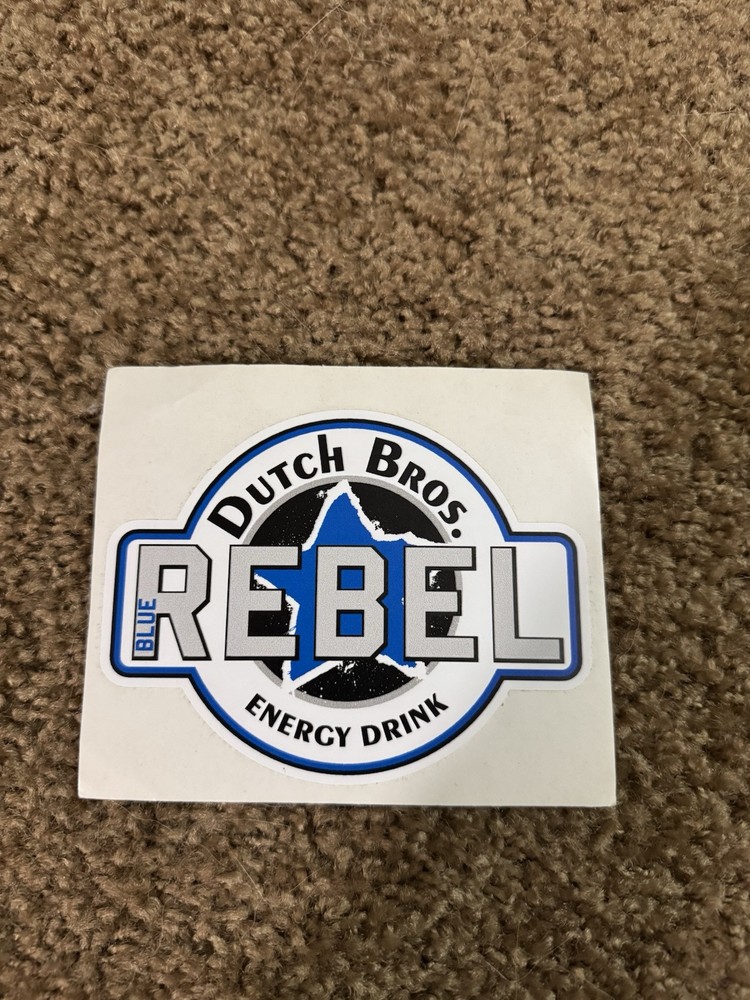 Dutch Bros.
BLUE
REBEL
ENERGY DRINK